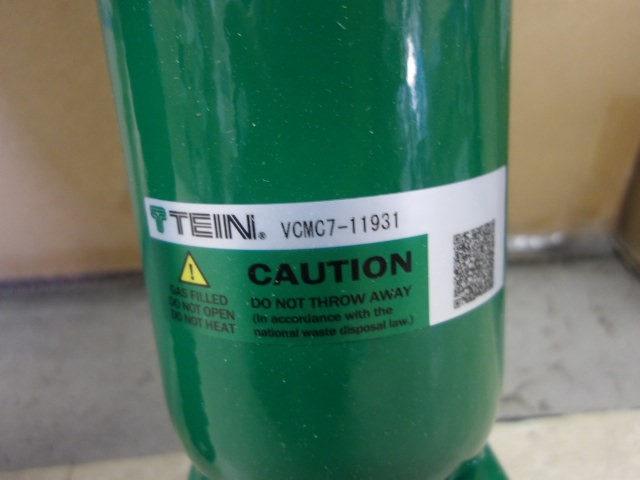 TEIN® VCMC7-11931
CAUTION
GAS FILLED
DO NOT OPEN
DO NOT HEAT
DO NOT THROW AWAY
(In accordance with the
national waste disposal law.)